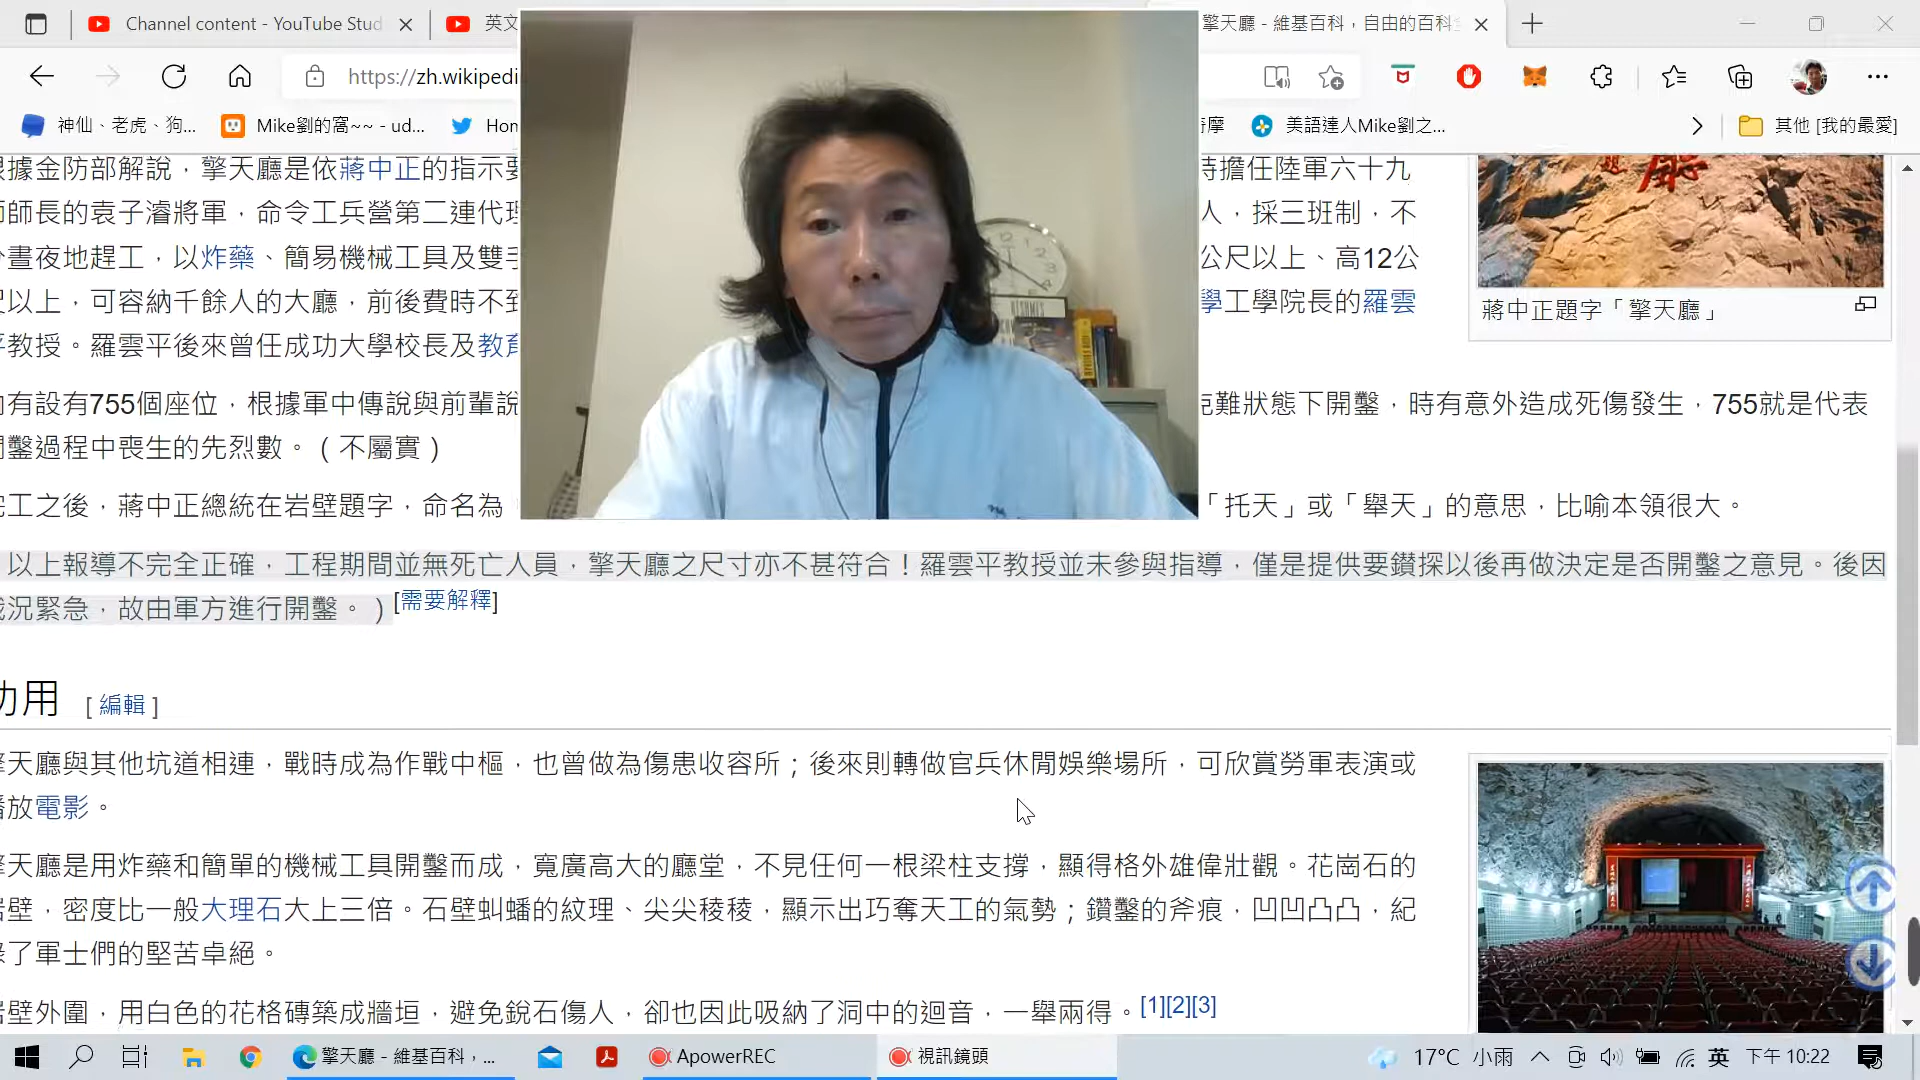 Channel content - YouTube Stud
英文
擎天廳 - 維基百科，自由的百科全
https://zh.wikipedi
神仙、老虎、狗...
Mike劉的窩~~ - ud...
Hon
摩
美語達人Mike劉之...
其他 [我的最愛]
根據金防部解說，擎天廳是依蔣中正的指示要
時擔任陸軍六十九
師師長的袁子濬將軍，命令工兵營第二連代理
人，採三班制，不
分晝夜地趕工，以炸藥、簡易機械工具及雙手
公尺以上、高12公
尺以上，可容納千餘人的大廳，前後費時不到
學工學院長的羅雲
平教授。羅雲平後來曾任成功大學校長及教育
廳
蔣中正題字「擎天廳」
內有設有755個座位，根據軍中傳說與前輩說
克難狀態下開鑿，時有意外造成死傷發生，755就是代表
開鑿過程中喪生的先烈數。（不屬實）
完工之後，蔣中正總統在岩壁題字，命名為
「托天」或「舉天」的意思，比喻本領很大。
以上報導不完全正確，工程期間並無死亡人員，擎天廳之尺寸亦不甚符合！羅雲平教授並未參與指導，僅是提供要鑽探以後再做決定是否開鑿之意見。後因
戰況緊急，故由軍方進行開鑿。）[需要解釋]
功用 [ 編輯 ]
擎天廳與其他坑道相連，戰時成為作戰中樞，也曾做為傷患收容所；後來則轉做官兵休閒娛樂場所，可欣賞勞軍表演或
播放電影。
擎天廳是用炸藥和簡單的機械工具開鑿而成，寬廣高大的廳堂，不見任何一根梁柱支撐，顯得格外雄偉壯觀。花崗石的
岩壁，密度比一般大理石大上三倍。石壁虯蟠的紋理、尖尖稜稜，顯示出巧奪天工的氣勢；鑽鑿的斧痕，凹凹凸凸，紀
錄了軍士們的堅苦卓絕。
岩壁外圍，用白色的花格磚築成牆垣，避免銳石傷人，卻也因此吸納了洞中的迴音，一舉兩得。[1][2][3]
擎天廳 - 維基百科，...
ApowerREC
視訊鏡頭
17°C 小雨
英
下午 10:22